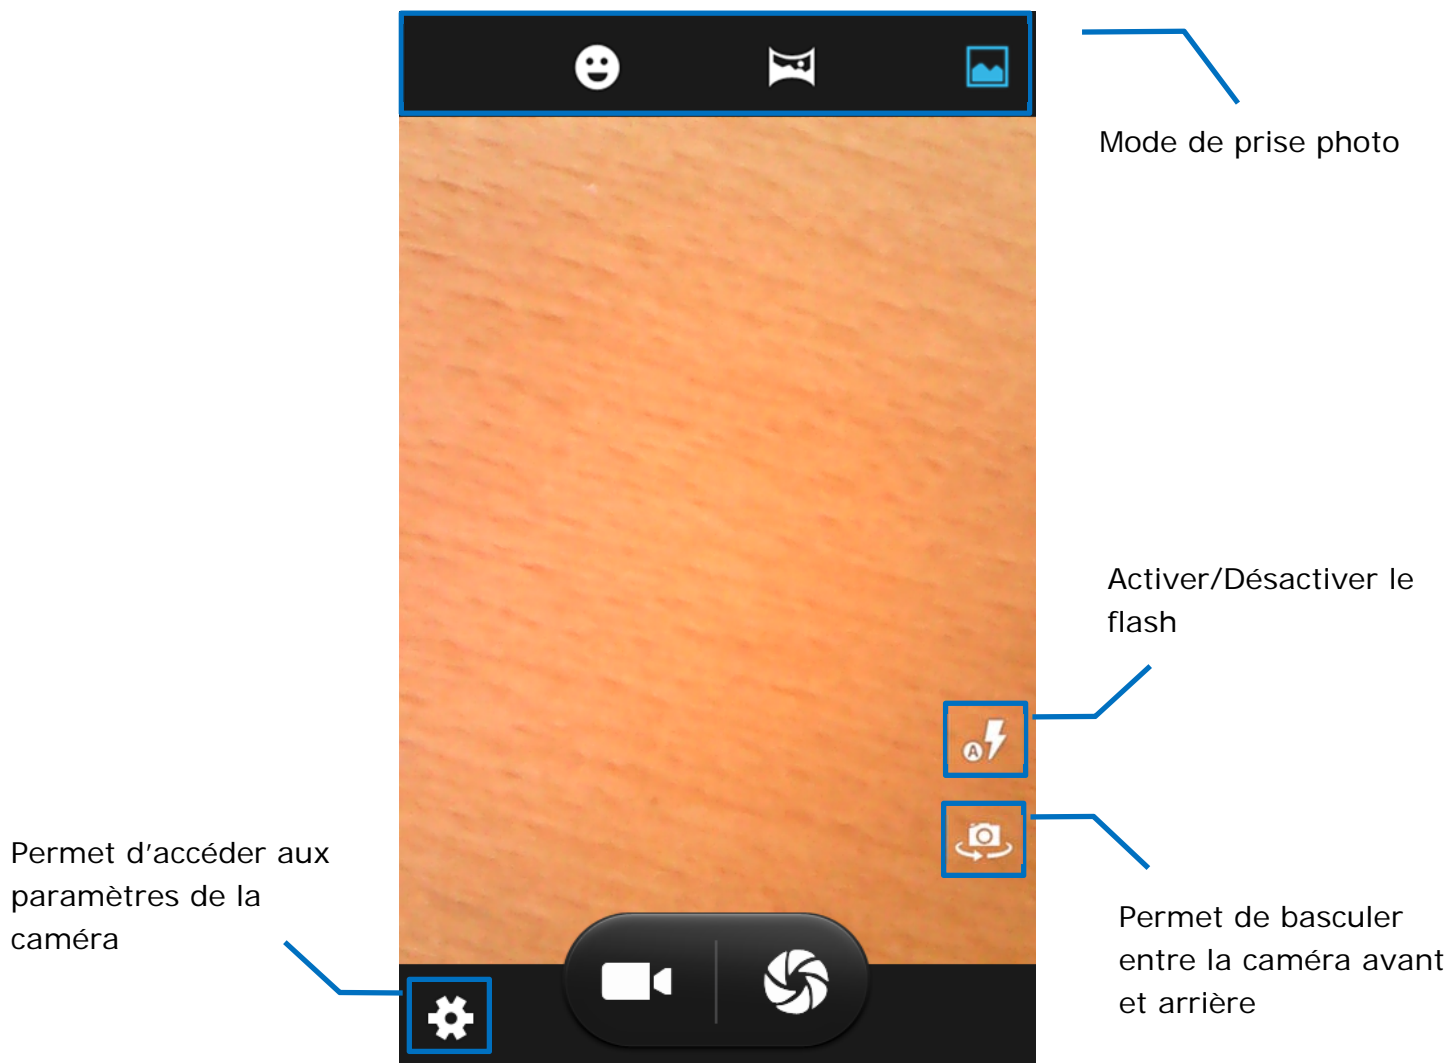 Mode de prise photo
Activer/Désactiver le
flash
A
Permet d'accéder aux
paramètres de la
caméra
Permet de basculer
entre la caméra avant
et arrière